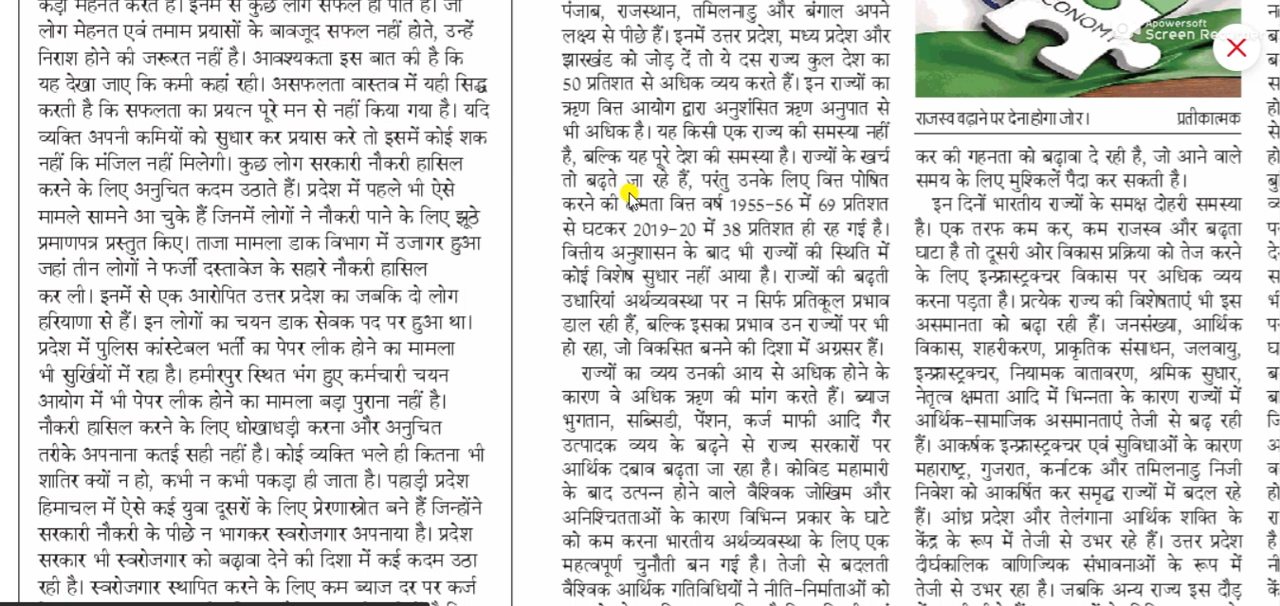 कड़ी मेहनत करते हैं। इनमें से कुछ लोग सफल हो पाते हैं। जो
लोग मेहनत एवं तमाम प्रयासों के बावजूद सफल नहीं होते, उन्हें
निराश होने की जरूरत नहीं है। आवश्यकता इस बात की है कि
यह देखा जाए कि कमी कहां रही। असफलता वास्तव में यही सिद्ध
करती है कि सफलता का प्रयत्न पूरे मन से नहीं किया गया है। यदि
व्यक्ति अपनी कमियों को सुधार कर प्रयास करे तो इसमें कोई शक
नहीं कि मंजिल नहीं मिलेगी। कुछ लोग सरकारी नौकरी हासिल
करने के लिए अनुचित कदम उठाते हैं। प्रदेश में पहले भी ऐसे
मामले सामने आ चुके हैं जिनमें लोगों ने नौकरी पाने के लिए झूठे
प्रमाणपत्र प्रस्तुत किए। ताजा मामला डाक विभाग में उजागर हुआ
जहां तीन लोगों ने फर्जी दस्तावेज के सहारे नौकरी हासिल
कर ली। इनमें से एक आरोपित उत्तर प्रदेश का जबकि दो लोग
हरियाणा से हैं। इन लोगों का चयन डाक सेवक पद पर हुआ था।
प्रदेश में पुलिस कांस्टेबल भर्ती का पेपर लीक होने का मामला
भी सुर्खियों में रहा है। हमीरपुर स्थित भंग हुए कर्मचारी चयन
आयोग में भी पेपर लीक होने का मामला बड़ा पुराना नहीं है।
नौकरी हासिल करने के लिए धोखाधड़ी करना और अनुचित
तरीके अपनाना कतई सही नहीं है। कोई व्यक्ति भले ही कितना भी
शातिर क्यों न हो, कभी न कभी पकड़ा ही जाता है। पहाड़ी प्रदेश
हिमाचल में ऐसे कई युवा दूसरों के लिए प्रेरणास्रोत बने हैं जिन्होंने
सरकारी नौकरी के पीछे न भागकर स्वरोजगार अपनाया है। प्रदेश
सरकार भी स्वरोजगार को बढ़ावा देने की दिशा में कई कदम उठा
रही है। स्वरोजगार स्थापित करने के लिए कम ब्याज दर पर कर्ज
पंजाब, राजस्थान, तमिलनाडु और बंगाल अपने
लक्ष्य से पीछे हैं। इनमें उत्तर प्रदेश, मध्य प्रदेश और
झारखंड को जोड़ दें तो ये दस राज्य कुल देश का
50 प्रतिशत से अधिक व्यय करते हैं। इन राज्यों का
ऋण वित्त आयोग द्वारा अनुशंसित ऋण अनुपात से
भी अधिक है। यह किसी एक राज्य की समस्या नहीं
है, बल्कि यह पूरे देश की समस्या है। राज्यों के खर्च
तो बढ़ते जा रहे हैं, परंतु उनके लिए वित्त पोषित
करने की क्षमता वित्त वर्ष 1955-56 में 69 प्रतिशत
से घटकर 2019-20 में 38 प्रतिशत ही रह गई है।
वित्तीय अनुशासन के बाद भी राज्यों की स्थिति में
कोई विशेष सुधार नहीं आया है। राज्यों की बढ़ती
उधारियां अर्थव्यवस्था पर न सिर्फ प्रतिकूल प्रभाव
डाल रही हैं, बल्कि इसका प्रभाव उन राज्यों पर भी
हो रहा, जो विकसित बनने की दिशा में अग्रसर हैं।
राज्यों का व्यय उनकी आय से अधिक होने के
कारण वे अधिक ऋण की मांग करते हैं। ब्याज
भुगतान, सब्सिडी, पेंशन, कर्ज माफी आदि गैर
उत्पादक व्यय के बढ़ने से राज्य सरकारों पर
आर्थिक दबाव बढ़ता जा रहा है। कोविड महामारी
के बाद उत्पन्न होने वाले वैश्विक जोखिम और
अनिश्चितताओं के कारण विभिन्न प्रकार के घाटे
को कम करना भारतीय अर्थव्यवस्था के लिए एक
महत्वपूर्ण चुनौती बन गई है। तेजी से बदलती
वैश्विक आर्थिक गतिविधियों ने नीति-निर्माताओं को
CONOM
Apowersoft
Screen Recorder
राजस्व बढ़ाने पर देना होगा जोर। प्रतीकात्मक
कर की गहनता को बढ़ावा दे रही है, जो आने वाले
समय के लिए मुश्किलें पैदा कर सकती है।
इन दिनों भारतीय राज्यों के समक्ष दोहरी समस्या
है। एक तरफ कम कर, कम राजस्व और बढ़ता
घाटा है तो दूसरी ओर विकास प्रक्रिया को तेज करने
के लिए इन्फ्रास्ट्रक्चर विकास पर अधिक व्यय
करना पड़ता है। प्रत्येक राज्य की विशेषताएं भी इस
असमानता को बढ़ा रही हैं। जनसंख्या, आर्थिक
विकास, शहरीकरण, प्राकृतिक संसाधन, जलवायु,
इन्फ्रास्ट्रक्चर, नियामक वातावरण, श्रमिक सुधार,
नेतृत्व क्षमता आदि में भिन्नता के कारण राज्यों में
आर्थिक-सामाजिक असमानताएं तेजी से बढ़ रही
हैं। आकर्षक इन्फ्रास्ट्रक्चर एवं सुविधाओं के कारण
महाराष्ट्र, गुजरात, कर्नाटक और तमिलनाडु निजी
निवेश को आकर्षित कर समृद्ध राज्यों में बदल रहे
हैं। आंध्र प्रदेश और तेलंगाना आर्थिक शक्ति के
केंद्र के रूप में तेजी से उभर रहे हैं। उत्तर प्रदेश
दीर्घकालिक वाणिज्यिक संभावनाओं के रूप में
तेजी से उभर रहा है। जबकि अन्य राज्य इस दौड़